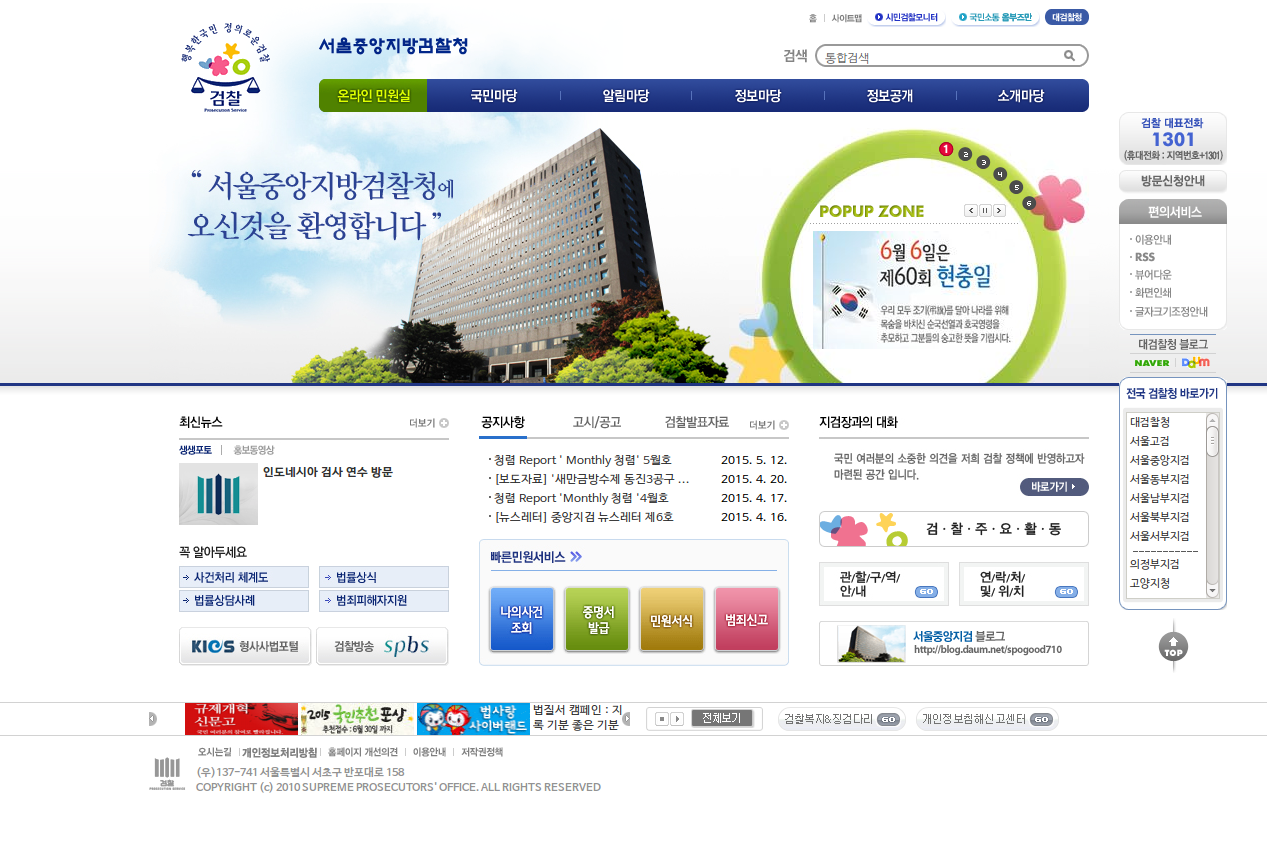 행복한국민 정의로운검찰
검찰
Prosecution Service
서울중앙지방검찰청
홈
사이트맵
시민검찰모니터
국민소통 옴부즈만
대검찰청
검색
통합검색
온라인 민원실
국민마당
알림마당
정보마당
정보공개
소개마당
“ 서울중앙지방검찰청에
오신것을 환영합니다 ”
1
2
3
4
5
6
POPUP ZONE
6월 6일은
제60회 현충일
우리 모두 조기(弔旗)를 달아 나라를 위해
목숨을 바치신 순국선열과 호국영령을
추모하고 그분들의 숭고한 뜻을 기립시다.
검찰 대표전화
1301
(휴대전화 : 지역번호+1301)
방문신청안내
편의서비스
이용안내
RSS
뷰어다운
화면인쇄
글자크기조정안내
대검찰청 블로그
NAVER
Daum
전국 검찰청 바로가기
대검찰청
서울고검
서울중앙지검
서울동부지검
서울남부지검
서울북부지검
서울서부지검
------------
의정부지검
고양지청
TOP
최신뉴스
더보기
생생포토
홍보동영상
인도네시아 검사 연수 방문
꼭 알아두세요
사건처리 체계도
법률상식
법률상담사례
범죄피해자지원
KICS 형사사법포털
검찰방송 spbs
공지사항
고시/공고
검찰발표자료
더보기
청렴 Report ' Monthly 청렴' 5월호 2015. 5. 12.
[보도자료] '새만금방수제 동진3공구 ... 2015. 4. 20.
청렴 Report 'Monthly 청렴 '4월호 2015. 4. 17.
[뉴스레터] 중앙지검 뉴스레터 제6호 2015. 4. 16.
빠른민원서비스
나의사건
조회
증명서
발급
민원서식
범죄신고
지검장과의 대화
국민 여러분의 소중한 의견을 저희 검찰 정책에 반영하고자
마련된 공간 입니다.
바로가기
검·찰·주·요·활·동
관/할/구/역/
안/내
GO
연/락/처/
및/ 위/치
GO
서울중앙지검 블로그
http://blog.daum.net/spogood710
규제개혁
신문고
2015 국민추천 포상
추천접수 : 6월 30일 까지
법사랑
사이버랜드
법질서 캠페인 : 지
록 기분 좋은 기분
전체보기
검찰복지&징검다리 GO
개인정보침해신고센터 GO
오시는길
개인정보처리방침
홈페이지 개선의견
이용안내
저작권정책
검찰
PROSECUTION SERVICE
(우)137-741 서울특별시 서초구 반포대로 158
COPYRIGHT (c) 2010 SUPREME PROSECUTORS' OFFICE. ALL RIGHTS RESERVED